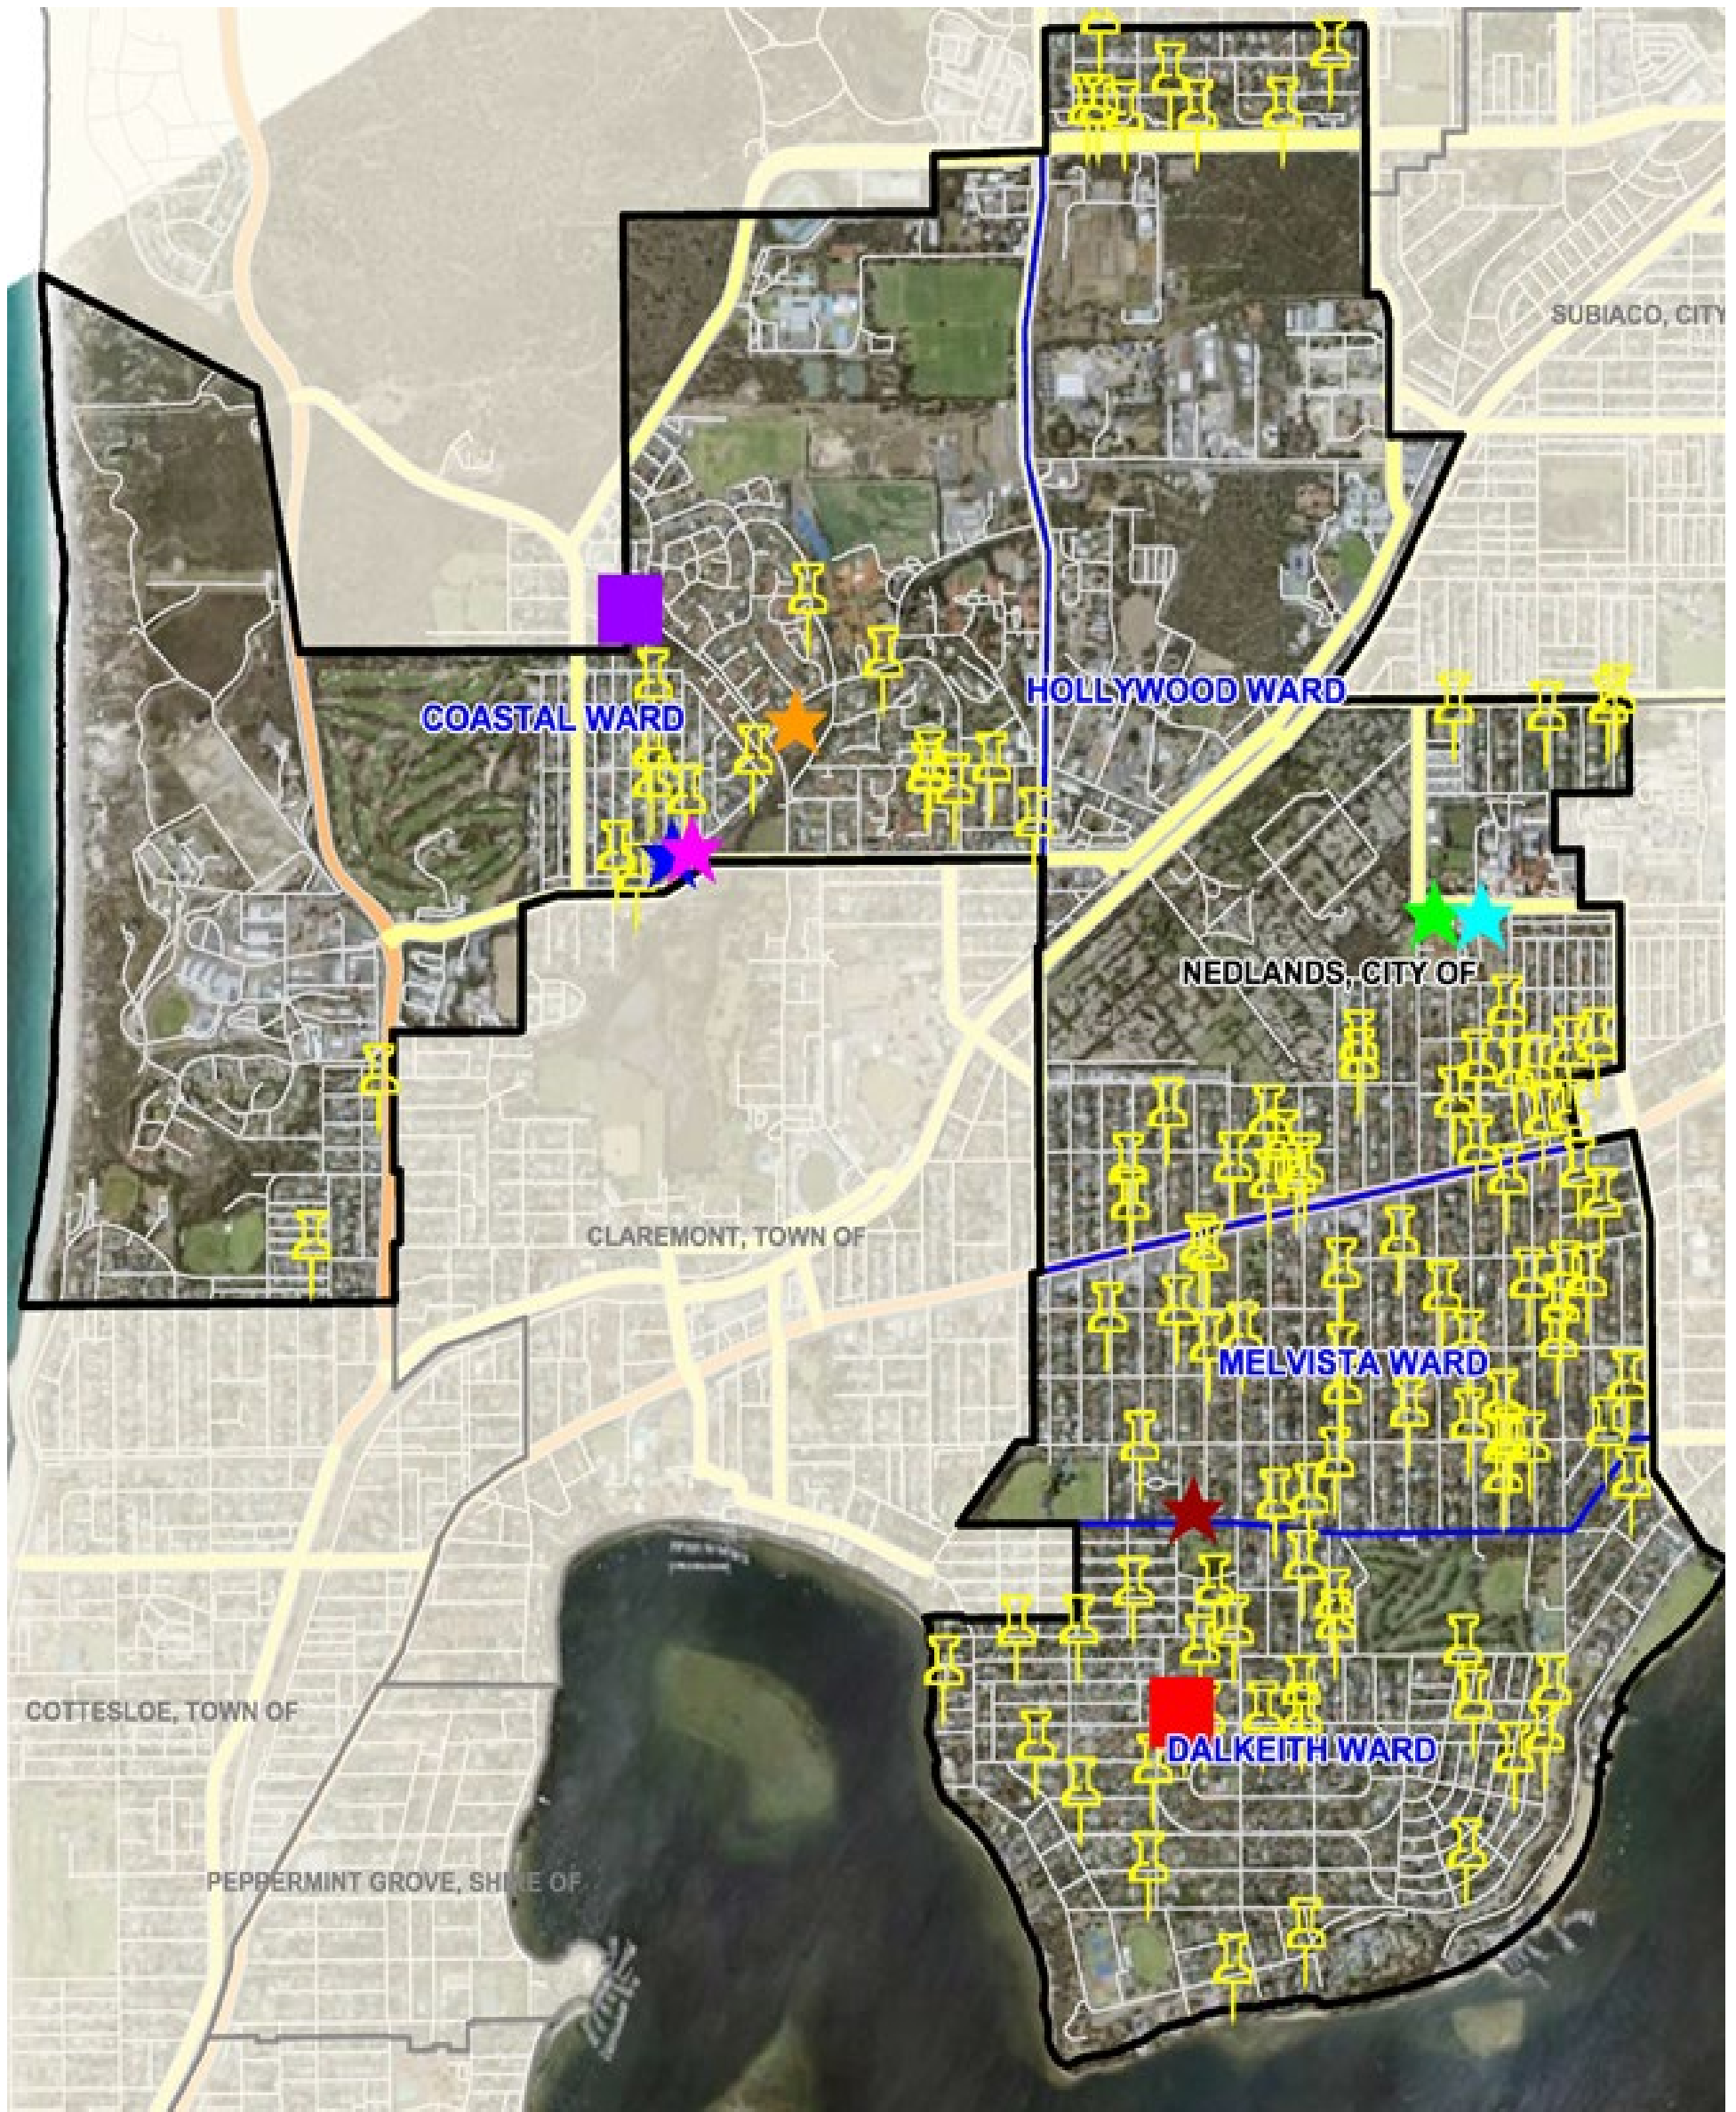 SUBIACO, CITY
HOLLYWOOD WARD
COASTAL WARD
NEDLANDS, CITY OF
CLAREMONT, TOWN OF
MELVISTA WARD
COTTESLOE, TOWN OF
DALKEITH WARD
PEPPERMINT GROVE, SHIRE OF